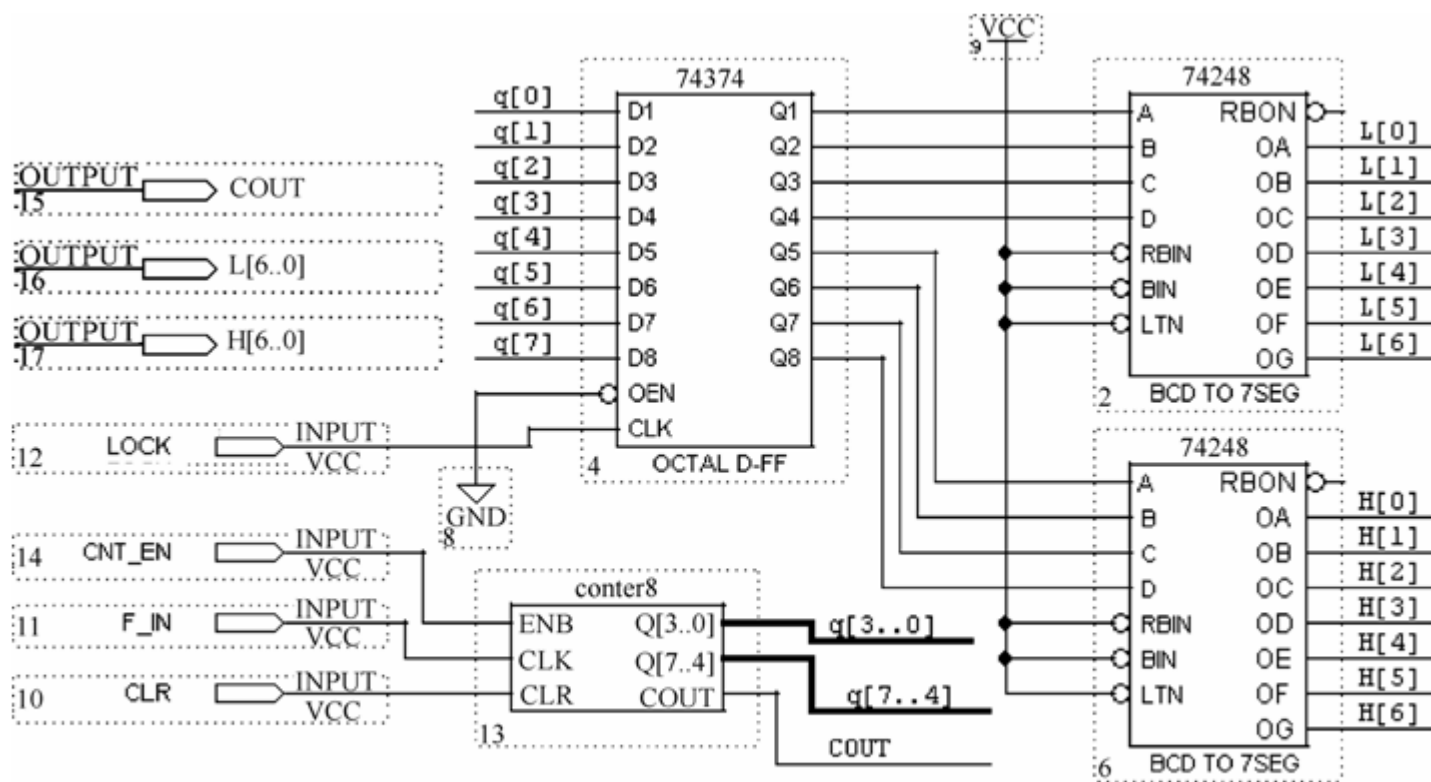 VCC
9
74374
74248
q[0]
D1
Q1
A
RBON
q[1]
D2
Q2
B
OA
L[0]
OUTPUT
COUT
15
q[2]
D3
Q3
C
OB
L[1]
q[3]
D4
Q4
D
OC
L[2]
OUTPUT
L[6..0]
16
q[4]
D5
Q5
RBIN
OD
L[3]
q[5]
D6
Q6
BIN
OE
L[4]
OUTPUT
H[6..0]
17
q[6]
D7
Q7
LTN
OF
L[5]
q[7]
D8
Q8
OG
L[6]
OEN
2
BCD TO 7SEG
12
LOCK
INPUT
VCC
CLK
4
OCTAL D-FF
74248
GND
8
A
RBON
B
OA
H[0]
14
CNT_EN
INPUT
VCC
C
OB
H[1]
conter8
D
OC
H[2]
11
F_IN
INPUT
VCC
ENB
Q[3..0]
q[3..0]
RBIN
OD
H[3]
CLK
Q[7..4]
q[7..4]
BIN
OE
H[4]
10
CLR
INPUT
VCC
CLR
COUT
LTN
OF
H[5]
13
COUT
OG
H[6]
6
BCD TO 7SEG